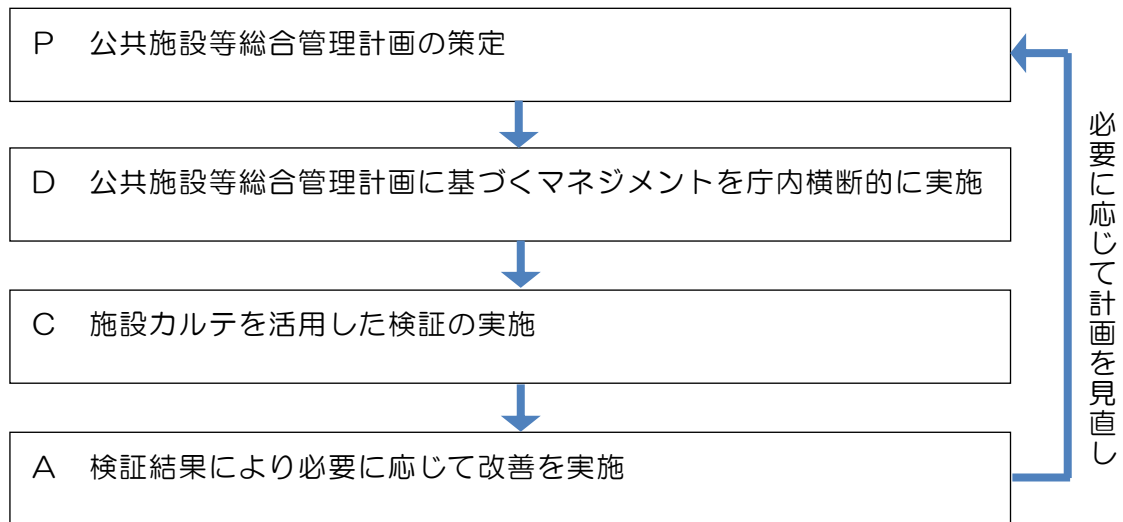 P 公共施設等総合管理計画の策定
D 公共施設等総合管理計画に基づくマネジメントを庁内横断的に実施
C 施設カルテを活用した検証の実施
A 検証結果により必要に応じて改善を実施
必要に応じて計画を見直し